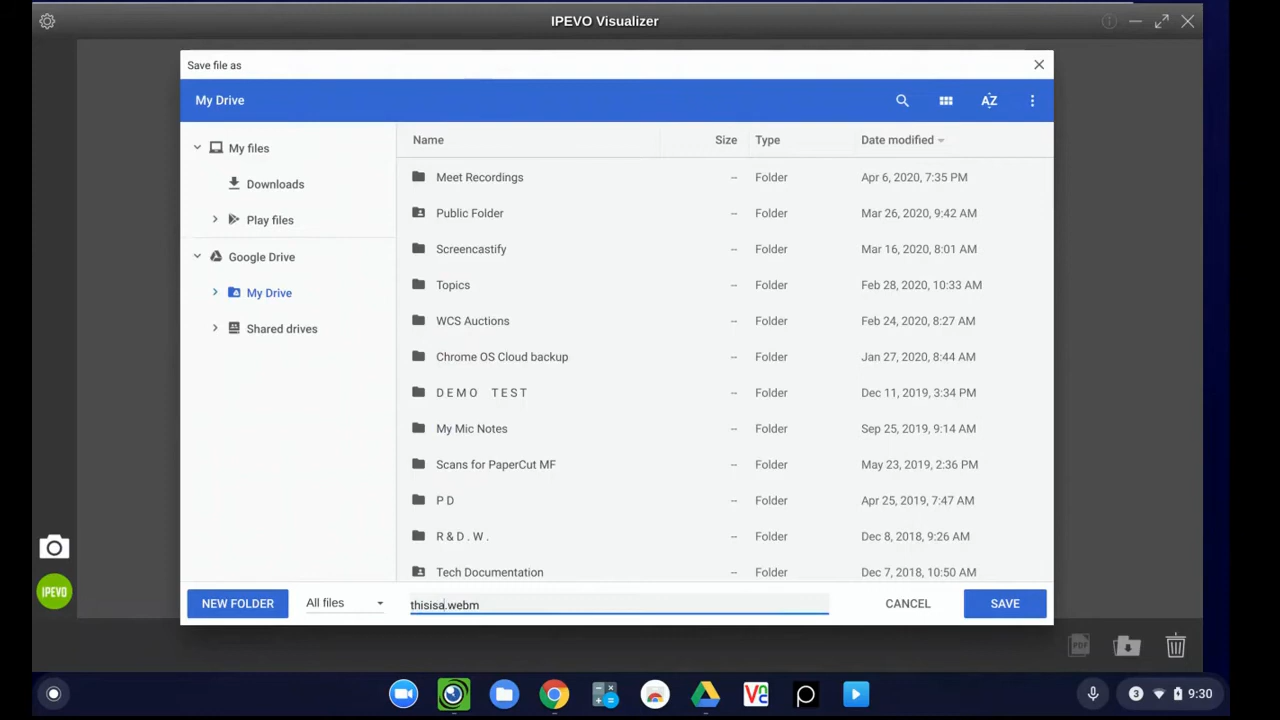 IPEVO Visualizer
Save file as
My Drive
AZ
Name Size Type Date modified
My files
Downloads
Play files
Google Drive
My Drive
Shared drives
Meet Recordings -- Folder Apr 6, 2020, 7:35 PM
Public Folder -- Folder Mar 26, 2020, 9:42 AM
Screencastify -- Folder Mar 16, 2020, 8:01 AM
Topics -- Folder Feb 28, 2020, 10:33 AM
WCS Auctions -- Folder Feb 24, 2020, 8:27 AM
Chrome OS Cloud backup -- Folder Jan 27, 2020, 8:44 AM
D E M O T E S T -- Folder Dec 11, 2019, 3:34 PM
My Mic Notes -- Folder Sep 25, 2019, 9:14 AM
Scans for PaperCut MF -- Folder May 23, 2019, 2:36 PM
P D -- Folder Apr 25, 2019, 7:47 AM
R & D . W . -- Folder Dec 8, 2018, 9:26 AM
Tech Documentation -- Folder Dec 7, 2018, 10:50 AM
IPEVO
NEW FOLDER All files thisisa.webm CANCEL SAVE
PDF
3 9:30